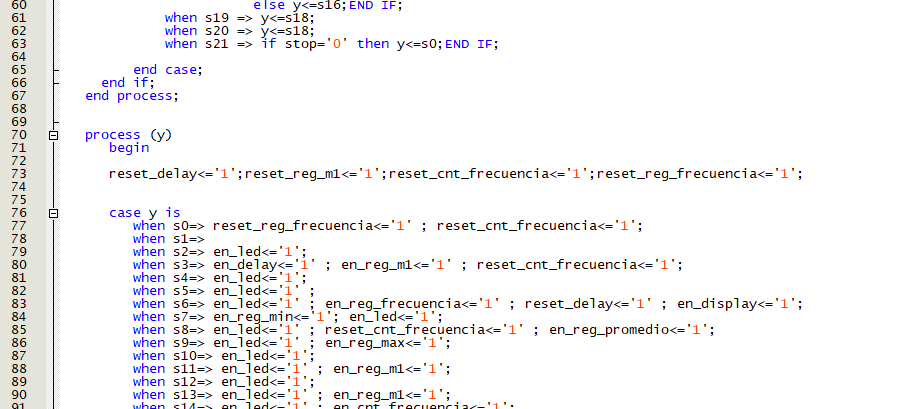 60 else y<=s16;END IF;
61 when s19 => y<=s18;
62 when s20 => y<=s18;
63 when s21 => if stop='0' then y<=s0;END IF;
64
65 end case;
66 end if;
67 end process;
68
69
70 process (y)
71 begin
72
73 reset_delay<='1';reset_reg_m1<='1';reset_cnt_frecuencia<='1';reset_reg_frecuencia<='1';
74
75
76 case y is
77 when s0=> reset_reg_frecuencia<='1' ; reset_cnt_frecuencia<='1';
78 when s1=>
79 when s2=> en_led<='1';
80 when s3=> en_delay<='1' ; en_reg_m1<='1' ; reset_cnt_frecuencia<='1';
81 when s4=> en_led<='1';
82 when s5=> en_led<='1' ;
83 when s6=> en_led<='1' ; en_reg_frecuencia<='1' ; reset_delay<='1' ; en_display<='1';
84 when s7=> en_reg_min<='1'; en_led<='1';
85 when s8=> en_led<='1' ; reset_cnt_frecuencia<='1' ; en_reg_promedio<='1';
86 when s9=> en_led<='1' ; en_reg_max<='1';
87 when s10=> en_led<='1';
88 when s11=> en_led<='1' ; en_reg_m1<='1';
89 when s12=> en_led<='1';
90 when s13=> en_led<='1' ; en_reg_m1<='1';
91 when s14=> en_led<='1' ; en_cnt_frecuencia<='1';